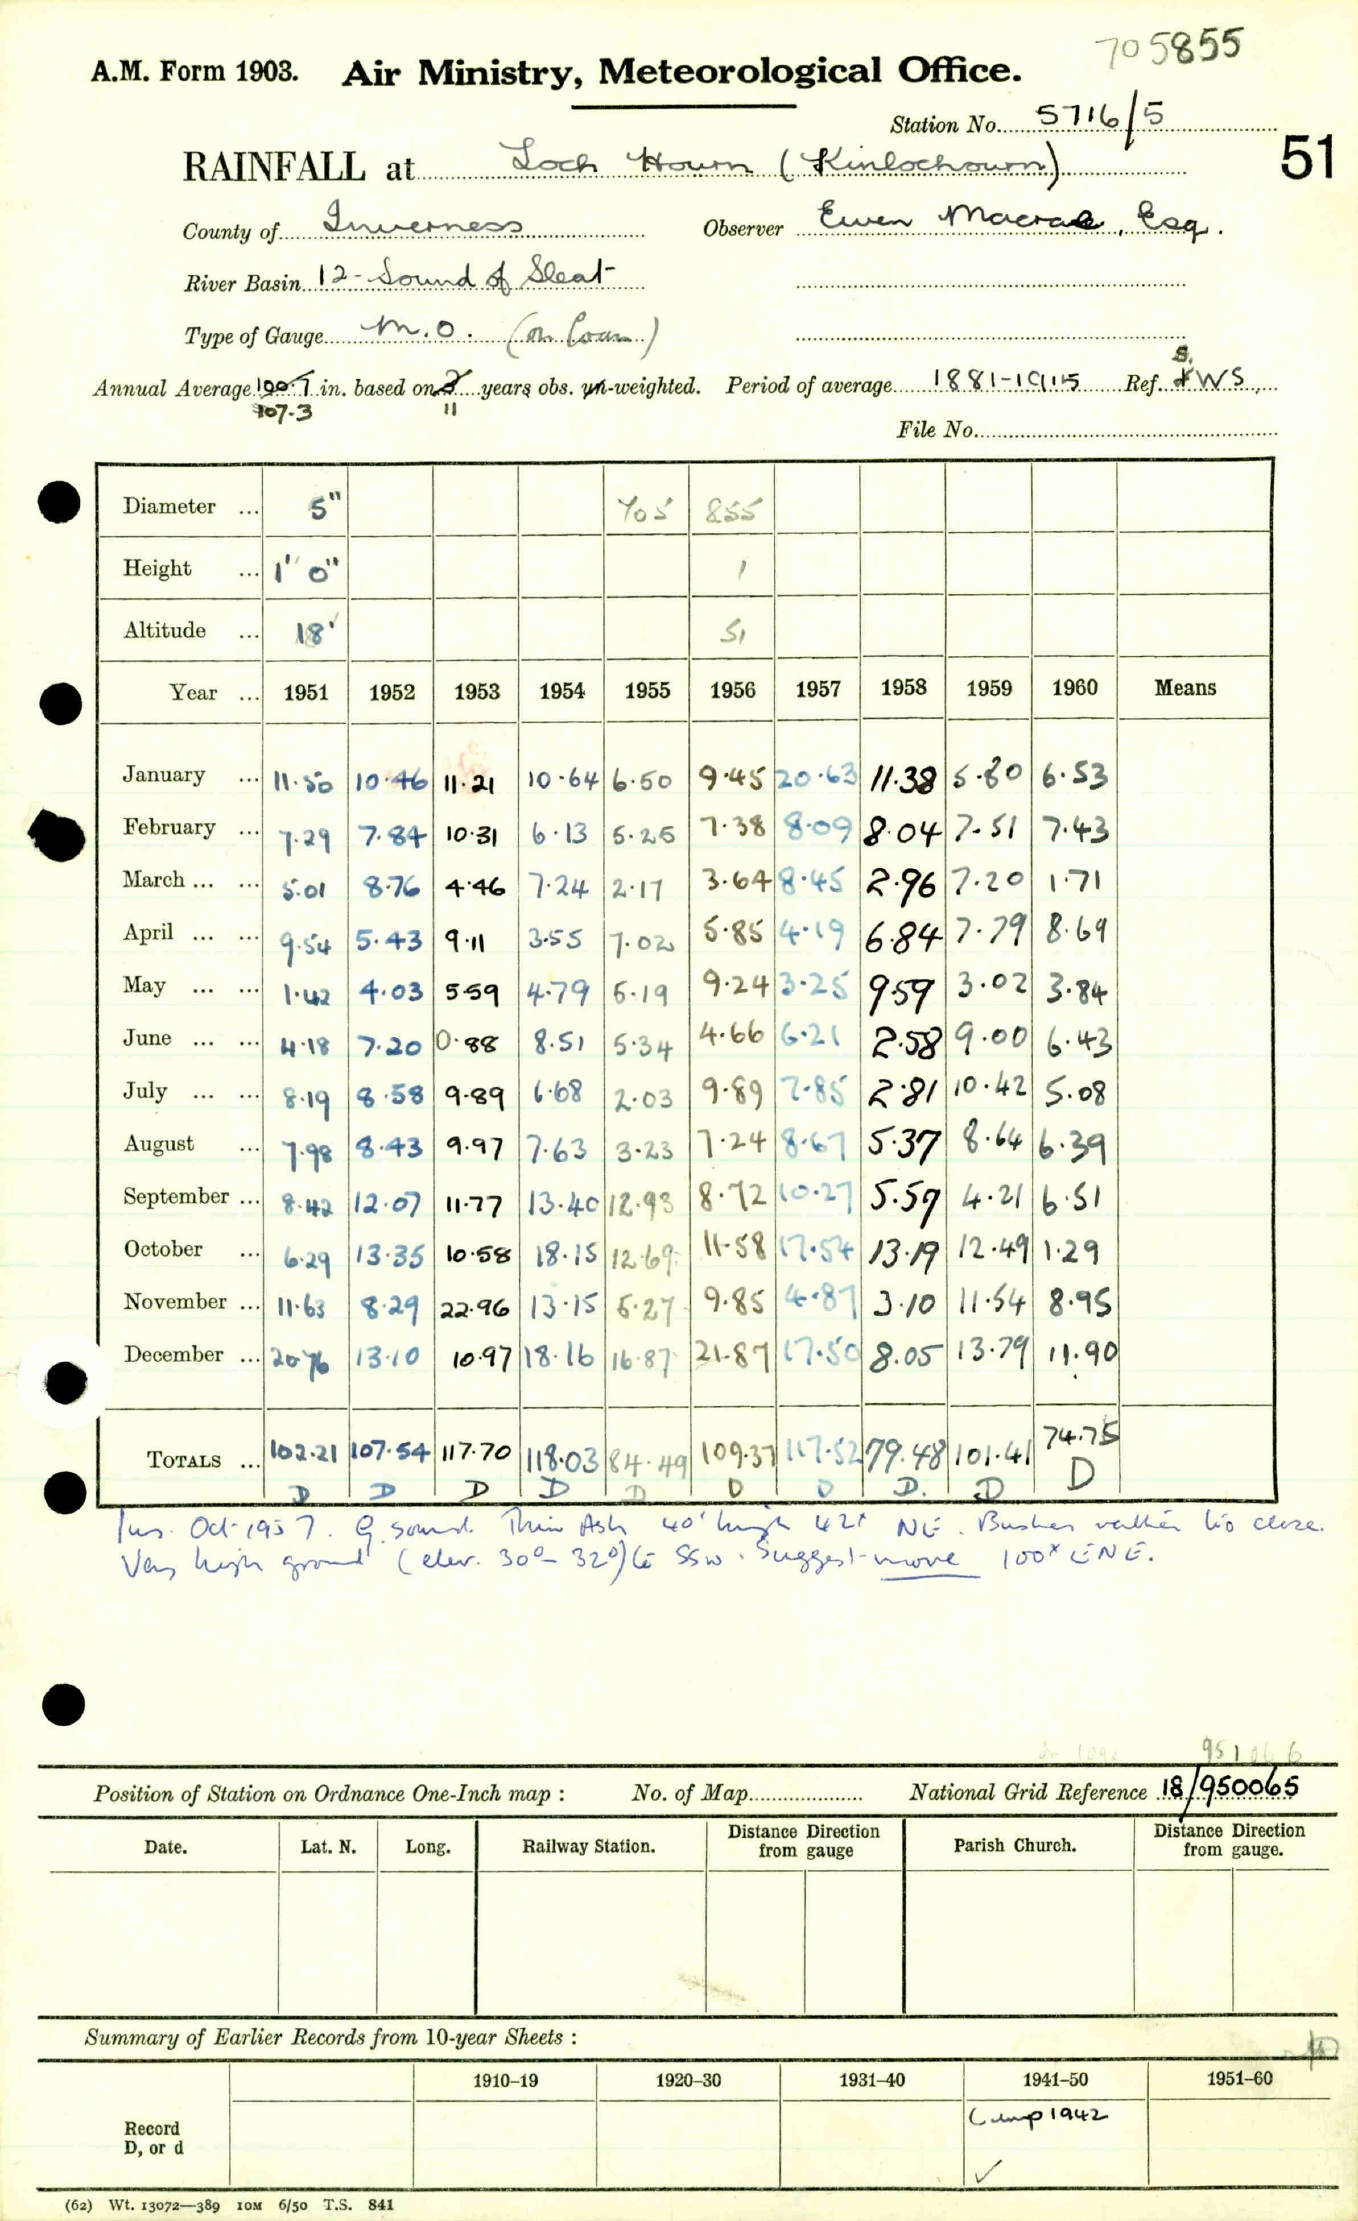 705855
A.M. Form 1903. Air Ministry, Meteorological Office.
Station No. 5716/5
51
RAINFALL at Loch Hourn (Kinlochourn)
County of Inverness Observer Ewen Macrae, Esq.
River Basin 12 - Sound of Sleat
Type of Gauge M.O. (on loan)
Annual Average 100.7 in. based on 2 years obs. un-weighted. Period of average 1881-1915 Ref. S. WS
107.3 11
File No.
Diameter ... 5" 705 855
Height ... 1' 0" 1
Altitude ... 18' 51
Year ... 1951 1952 1953 1954 1955 1956 1957 1958 1959 1960 Means
January ... 11.50 10.46 11.21 10.64 6.50 9.45 20.63 11.38 5.80 6.53
February ... 7.29 7.84 10.31 6.13 5.25 7.38 8.09 8.04 7.51 7.43
March ... ... 5.01 8.76 4.46 7.24 2.17 3.64 8.45 2.96 7.20 1.71
April ... ... 9.54 5.43 9.11 3.55 7.02 5.85 4.19 6.84 7.79 8.69
May ... ... 1.42 4.03 5.59 4.79 5.19 9.24 3.25 9.59 3.02 3.84
June ... ... 4.18 7.20 0.88 8.51 5.34 4.66 6.21 2.58 9.00 6.43
July ... ... 8.19 8.58 9.89 6.68 2.03 9.89 7.85 2.81 10.42 5.08
August ... 7.98 8.43 9.97 7.63 3.23 7.24 8.67 5.37 8.64 6.39
September ... 8.42 12.07 11.77 13.40 12.93 8.72 10.27 5.57 4.21 6.51
October ... 6.29 13.35 10.58 18.15 12.69 11.58 17.54 13.19 12.49 1.29
November ... 11.63 8.29 22.96 13.15 5.27 9.85 4.87 3.10 11.54 8.95
December ... 20.76 13.10 10.97 18.16 16.87 21.87 17.50 8.05 13.79 11.90
TOTALS ... 102.21 107.54 117.70 118.03 84.49 109.37 117.52 79.48 101.41 74.75
D D D D D D D D. D D
Ins. Oct 1957. G. sound. Thin Ash 40' high 42' NE. Bushes rather too close.
Very high ground (elev. 30°- 32°) to SSW. Suggest move 100x ENE.
951066
Position of Station on Ordnance One-Inch map : No. of Map National Grid Reference 18/950065
Date. Lat. N. Long. Railway Station. Distance from Direction gauge Parish Church. Distance from Direction gauge.
Summary of Earlier Records from 10-year Sheets :
1910–19 1920–30 1931–40 1941–50 1951–60
Record D, or d
Comp 1942
✓
(62) Wt. 13072—389 10M 6/50 T.S. 841